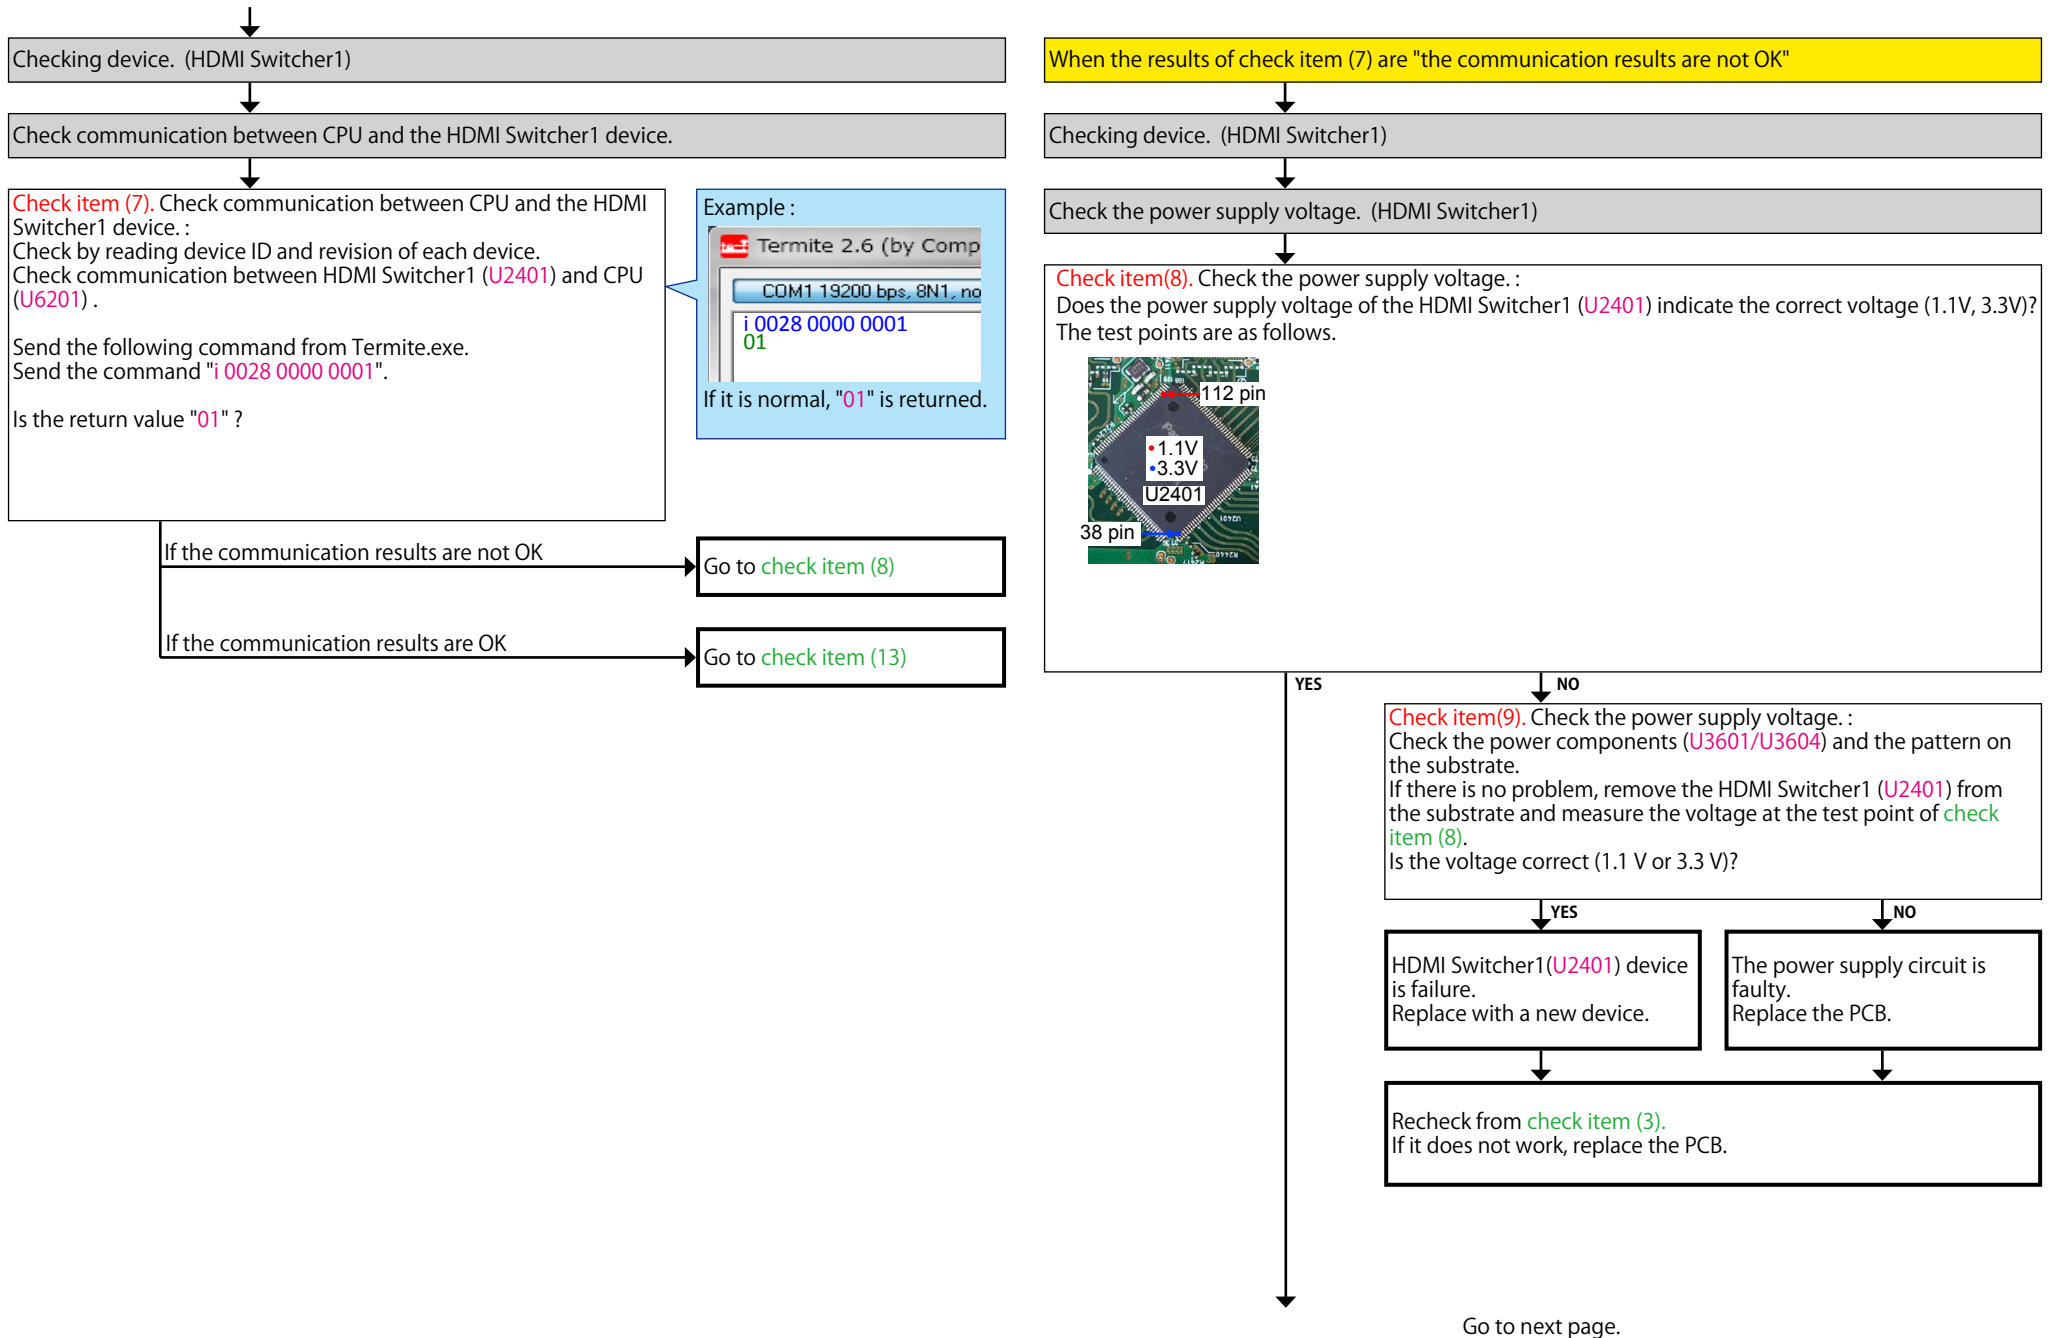 Checking device. (HDMI Switcher1)
Check communication between CPU and the HDMI Switcher1 device.
Check item (7). Check communication between CPU and the HDMI
Switcher1 device. :
Check by reading device ID and revision of each device.
Check communication between HDMI Switcher1 (U2401) and CPU
(U6201) .
Send the following command from Termite.exe.
Send the command "i 0028 0000 0001".
Is the return value "01" ?
Example :
Termite 2.6 (by Comp
COM1 19200 bps, 8N1, no
i 0028 0000 0001
01
If it is normal, "01" is returned.
If the communication results are not OK
Go to check item (8)
If the communication results are OK
Go to check item (13)
When the results of check item (7) are "the communication results are not OK"
Checking device. (HDMI Switcher1)
Check the power supply voltage. (HDMI Switcher1)
Check item(8). Check the power supply voltage. :
Does the power supply voltage of the HDMI Switcher1 (U2401) indicate the correct voltage (1.1V, 3.3V)?
The test points are as follows.
112 pin
1.1V
3.3V
U2401
38 pin
YES
NO
Check item(9). Check the power supply voltage. :
Check the power components (U3601/U3604) and the pattern on
the substrate.
If there is no problem, remove the HDMI Switcher1 (U2401) from
the substrate and measure the voltage at the test point of check
item (8).
Is the voltage correct (1.1 V or 3.3 V)?
YES
NO
HDMI Switcher1(U2401) device
is failure.
Replace with a new device.
The power supply circuit is
faulty.
Replace the PCB.
Recheck from check item (3).
If it does not work, replace the PCB.
Go to next page.